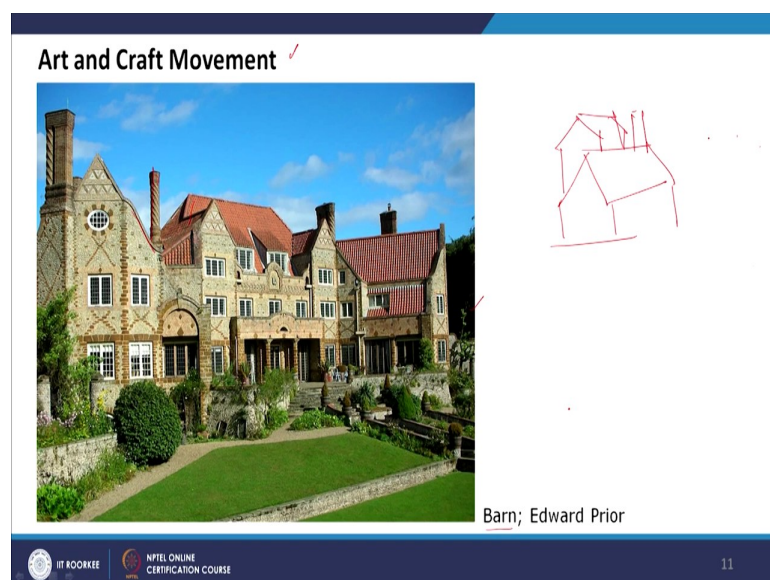 Art and Craft Movement
Barn; Edward Prior
IIT ROORKEE
NPTEL ONLINE
CERTIFICATION COURSE
11